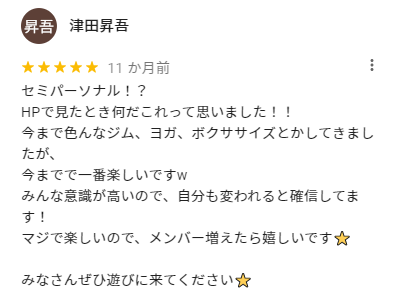 昇吾 津田昇吾
★★★★★ 11 か月前
セミパーソナル！？
HPで見たとき何だこれって思いました！！
今まで色んなジム、ヨガ、ボクササイズとかしてきまし
たが、
今までで一番楽しいですw
みんな意識が高いので、自分も変われると確信してま
す！
マジで楽しいので、メンバー増えたら嬉しいです⭐
みなさんぜひ遊びに来てください⭐